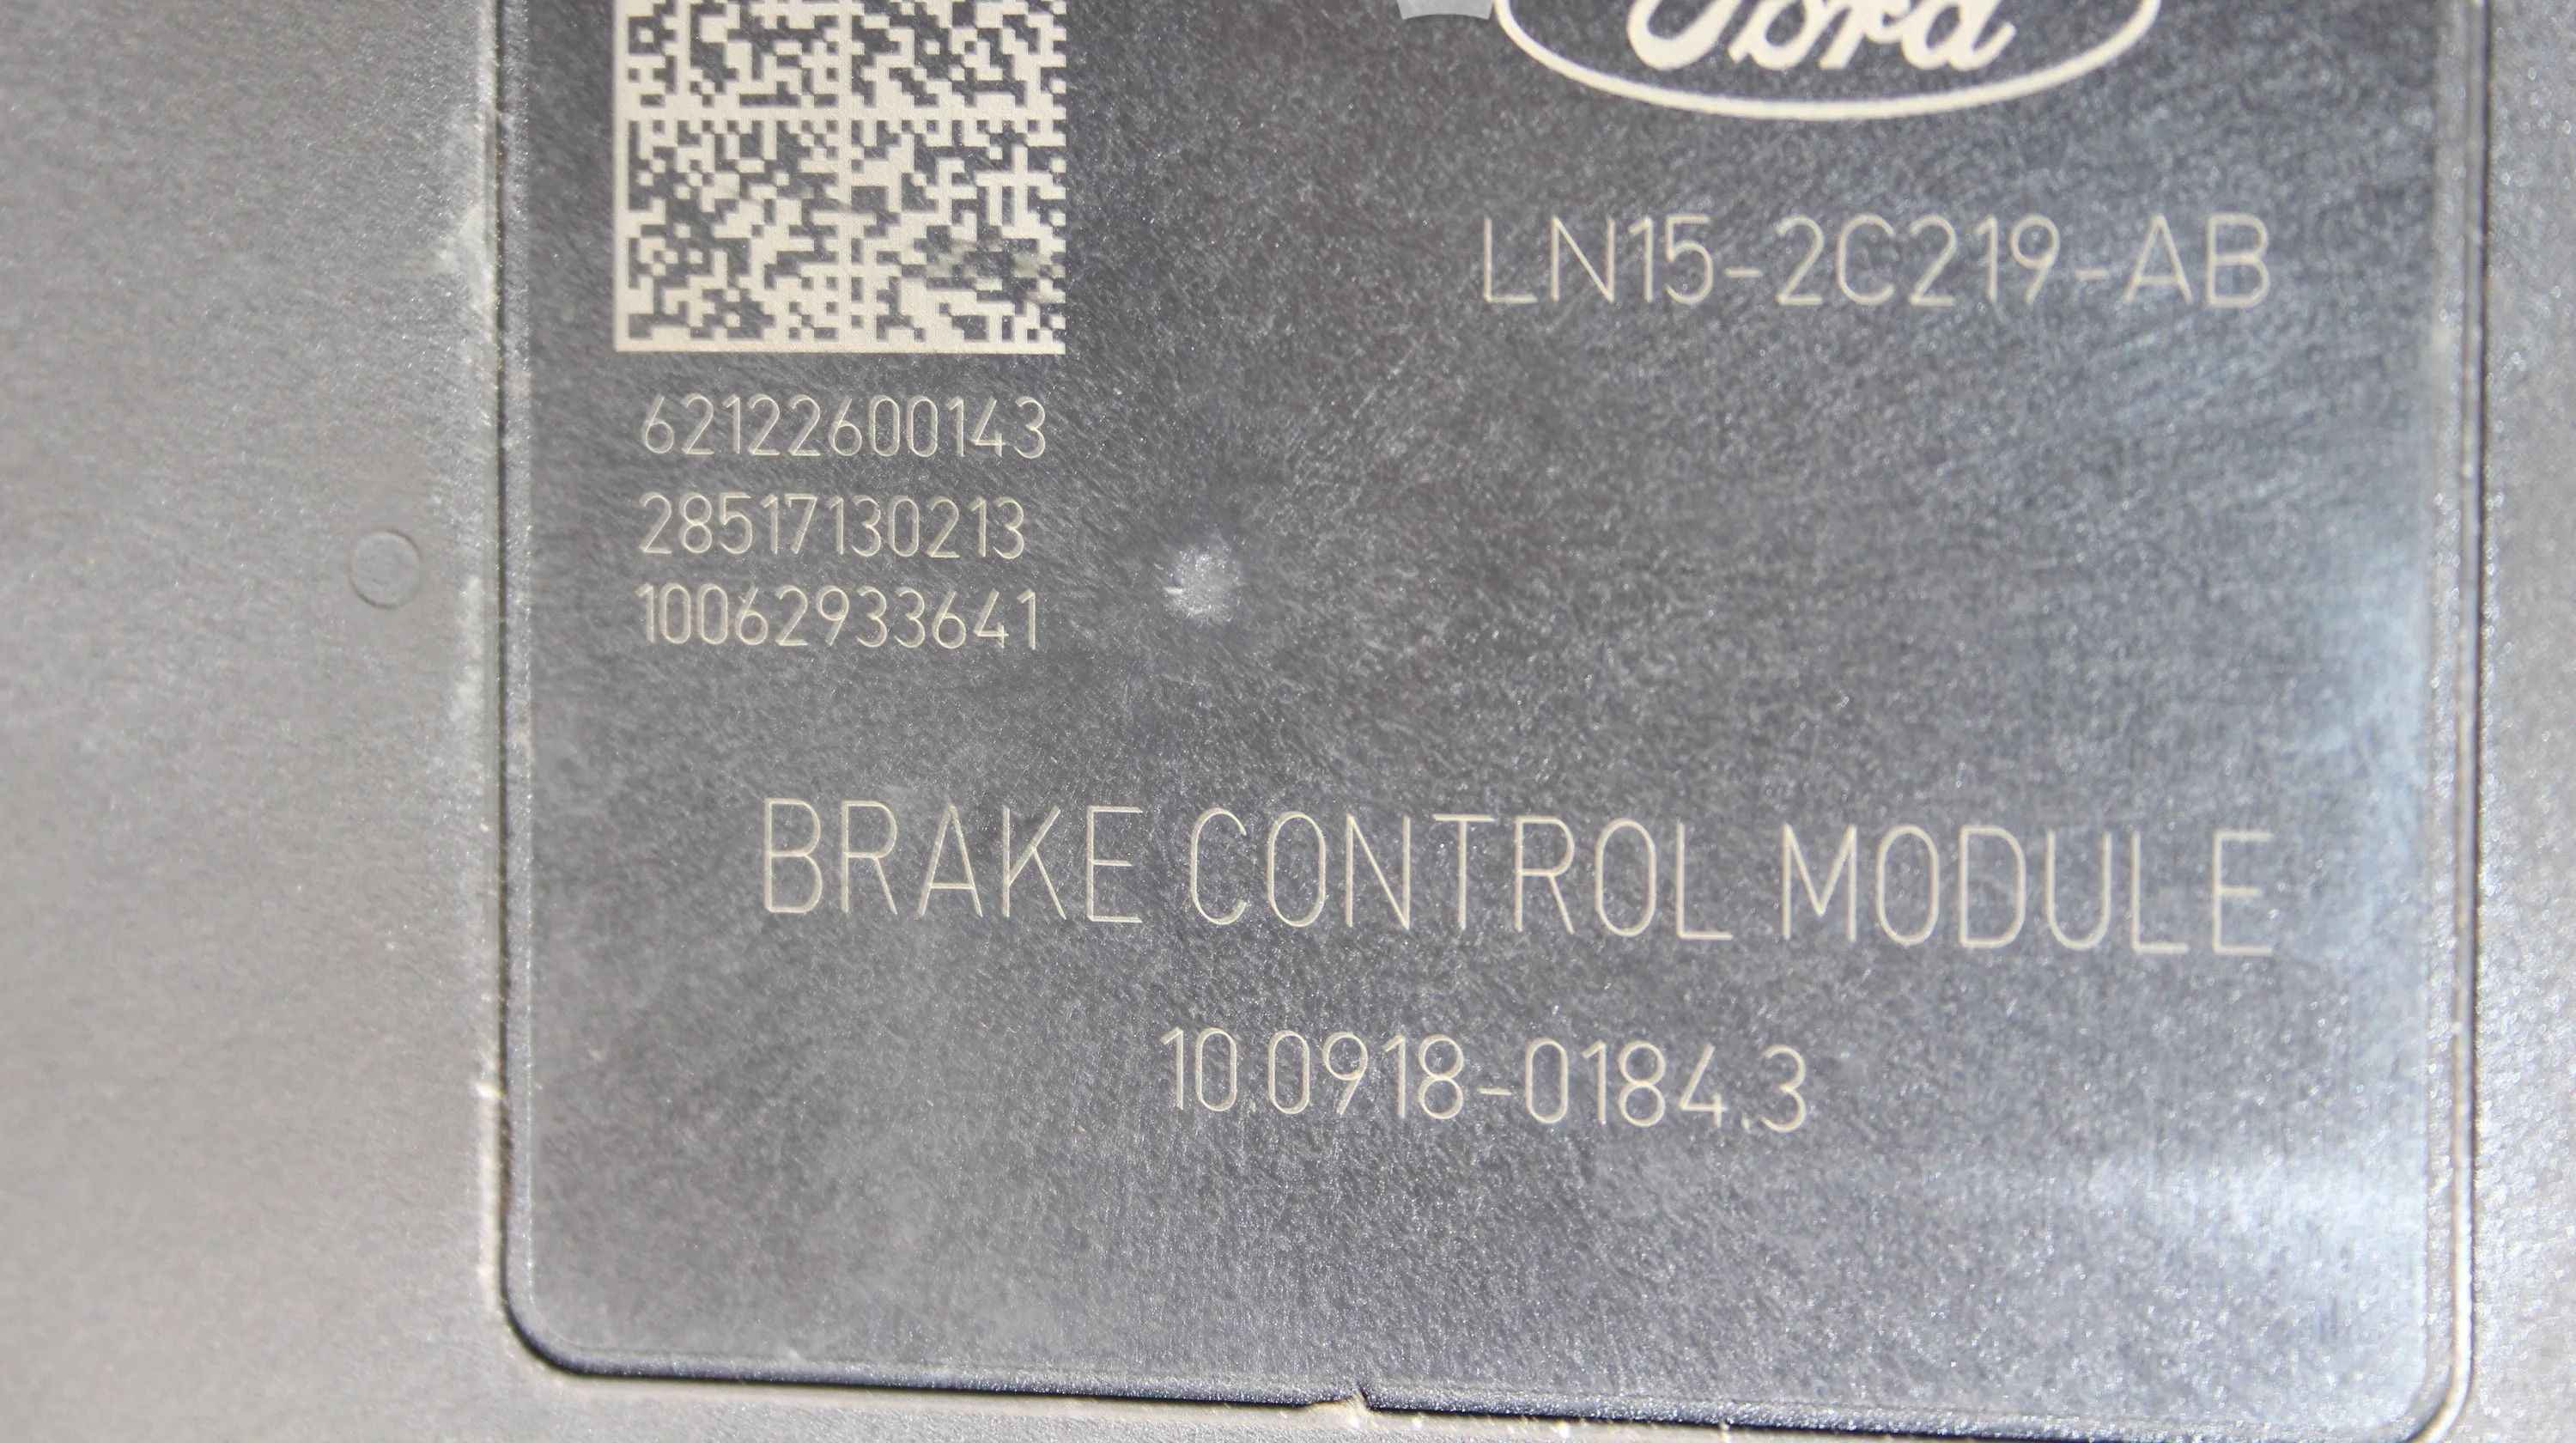 Ford
LN15-2C219-AB
62122600143
28517130213
10062933641
BRAKE CONTROL MODULE
10.0918-0184.3